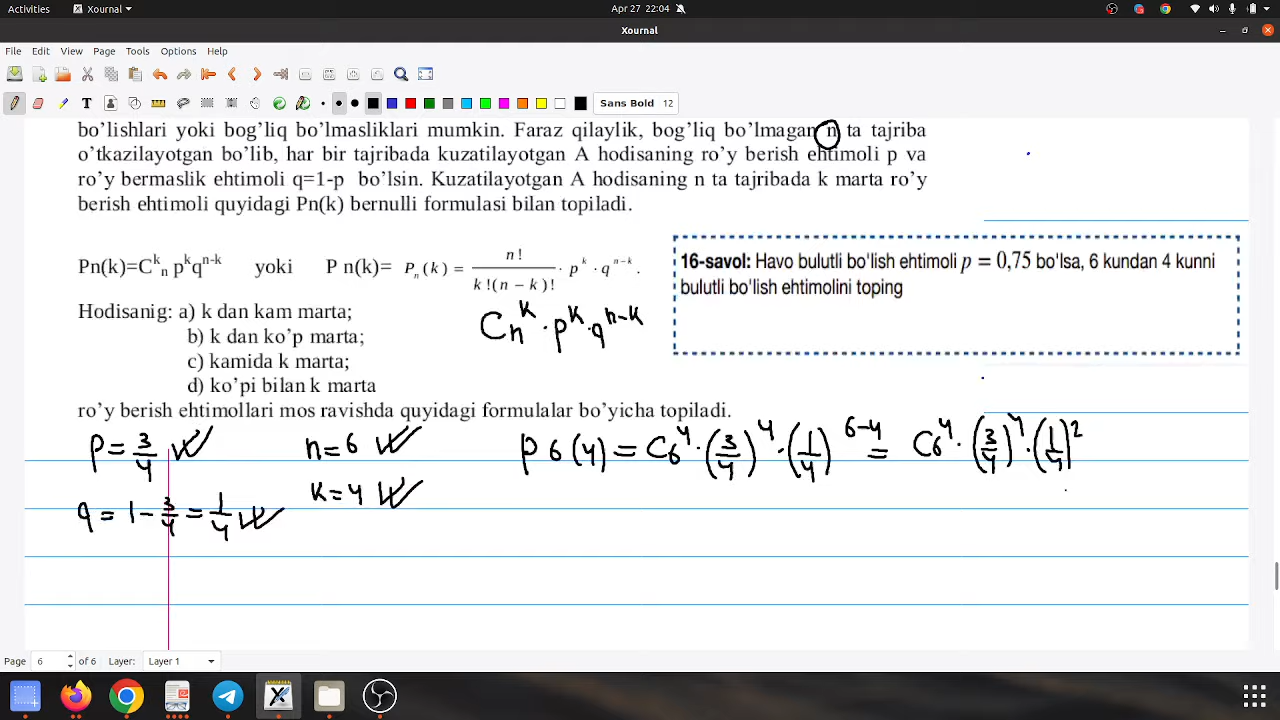 Activities Xournal Apr 27 22:04
Xournal
File Edit View Page Tools Options Help
Sans Bold 12
bo’lishlari yoki bog’liq bo’lmasliklari mumkin. Faraz qilaylik, bog’liq bo’lmagan n ta tajriba
o’tkazilayotgan bo’lib, har bir tajribada kuzatilayotgan A hodisaning ro’y berish ehtimoli p va
ro’y bermaslik ehtimoli q=1-p bo’lsin. Kuzatilayotgan A hodisaning n ta tajribada k marta ro’y
berish ehtimoli quyidagi Pn(k) bernulli formulasi bilan topiladi.
Pn(k)=C^k_n p^k q^{n-k} yoki P n(k)= P_n(k) = \frac{n!}{k!(n-k)!} · p^k · q^{n-k}.
C_n^k · p^k · q^{n-k}
16-savol: Havo bulutli bo'lish ehtimoli p = 0,75 bo'lsa, 6 kundan 4 kunni
bulutli bo'lish ehtimolini toping
Hodisanig: a) k dan kam marta;
b) k dan ko’p marta;
c) kamida k marta;
d) ko’pi bilan k marta
ro’y berish ehtimollari mos ravishda quyidagi formulalar bo’yicha topiladi.
p = 3/4 n = 6 P6(4) = C_6^4 · (3/4)^4 · (1/4)^{6-4} = C_6^4 · (3/4)^4 · (1/4)^2
k = 4
q = 1 - 3/4 = 1/4
Page 6 of 6 Layer: Layer 1